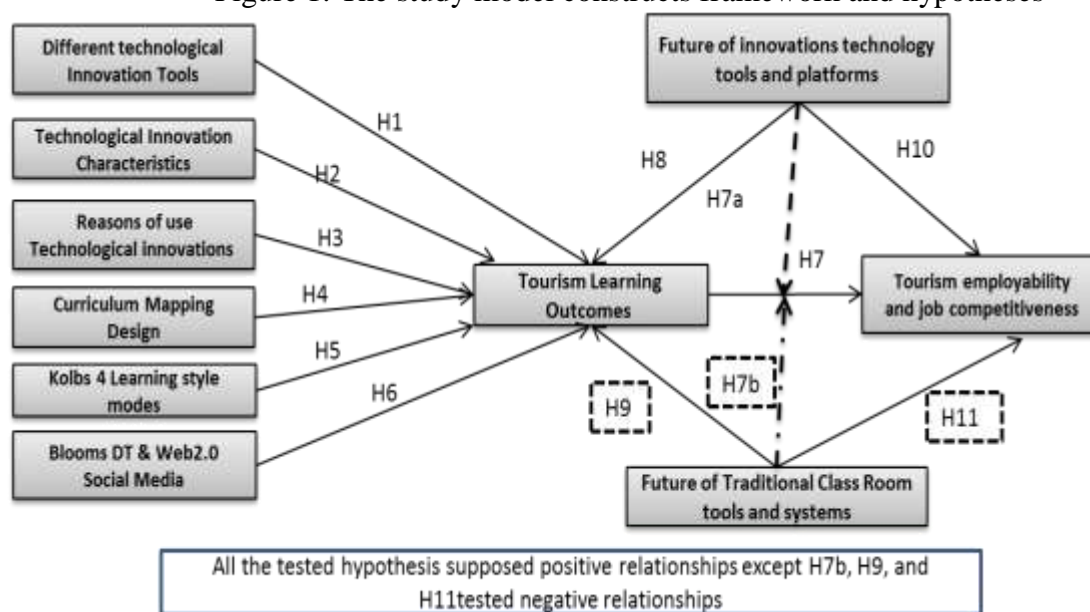 Figure 1: The study model constructs framework and hypotheses
Different technological
Innovation Tools
Technological Innovation
Characteristics
Reasons of use
Technological innovations
Curriculum Mapping
Design
Kolbs 4 Learning style
modes
Blooms DT & Web2.0
Social Media
H1
H2
H3
H4
H5
H6
Tourism Learning
Outcomes
Future of innovations technology
tools and platforms
H8
H7a
H10
H7
Tourism employability
and job competitiveness
H9
H7b
H11
Future of Traditional Class Room
tools and systems
All the tested hypothesis supposed positive relationships except H7b, H9, and
H11tested negative relationships